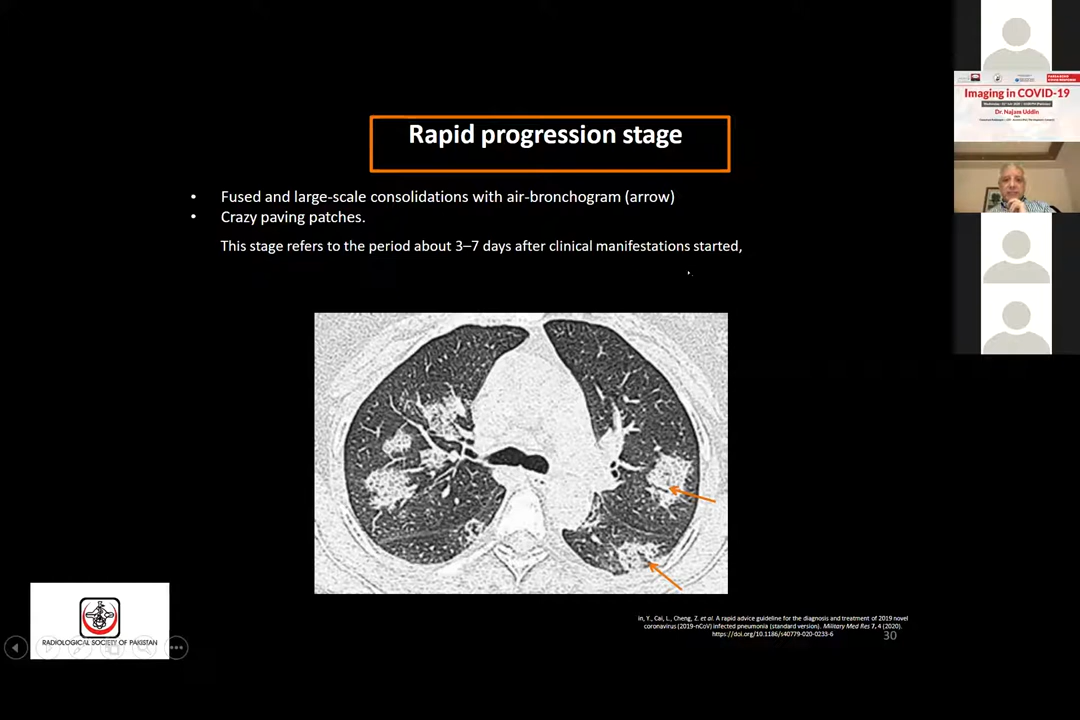 Imaging in COVID-19
Dr. Najam Uddin
Rapid progression stage
• Fused and large-scale consolidations with air-bronchogram (arrow)
• Crazy paving patches.
This stage refers to the period about 3–7 days after clinical manifestations started,
RADIOLOGICAL SOCIETY OF PAKISTAN
in, Y., Cai, L., Cheng, Z. et al. A rapid advice guideline for the diagnosis and treatment of 2019 novel
coronavirus (2019-nCoV) infected pneumonia (standard version). Military Med Res 7, 4 (2020).
https://doi.org/10.1186/s40779-020-0233-6
30